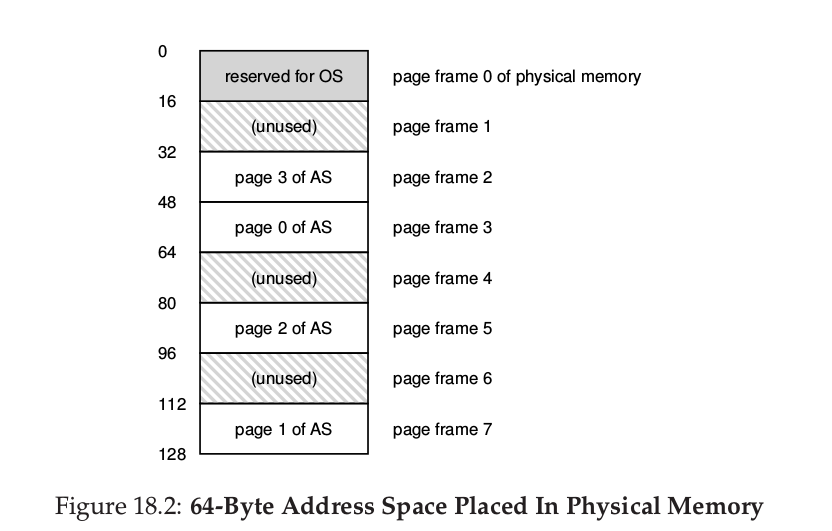 0
reserved for OS page frame 0 of physical memory
16
(unused) page frame 1
32
page 3 of AS page frame 2
48
page 0 of AS page frame 3
64
(unused) page frame 4
80
page 2 of AS page frame 5
96
(unused) page frame 6
112
page 1 of AS page frame 7
128
Figure 18.2: 64-Byte Address Space Placed In Physical Memory